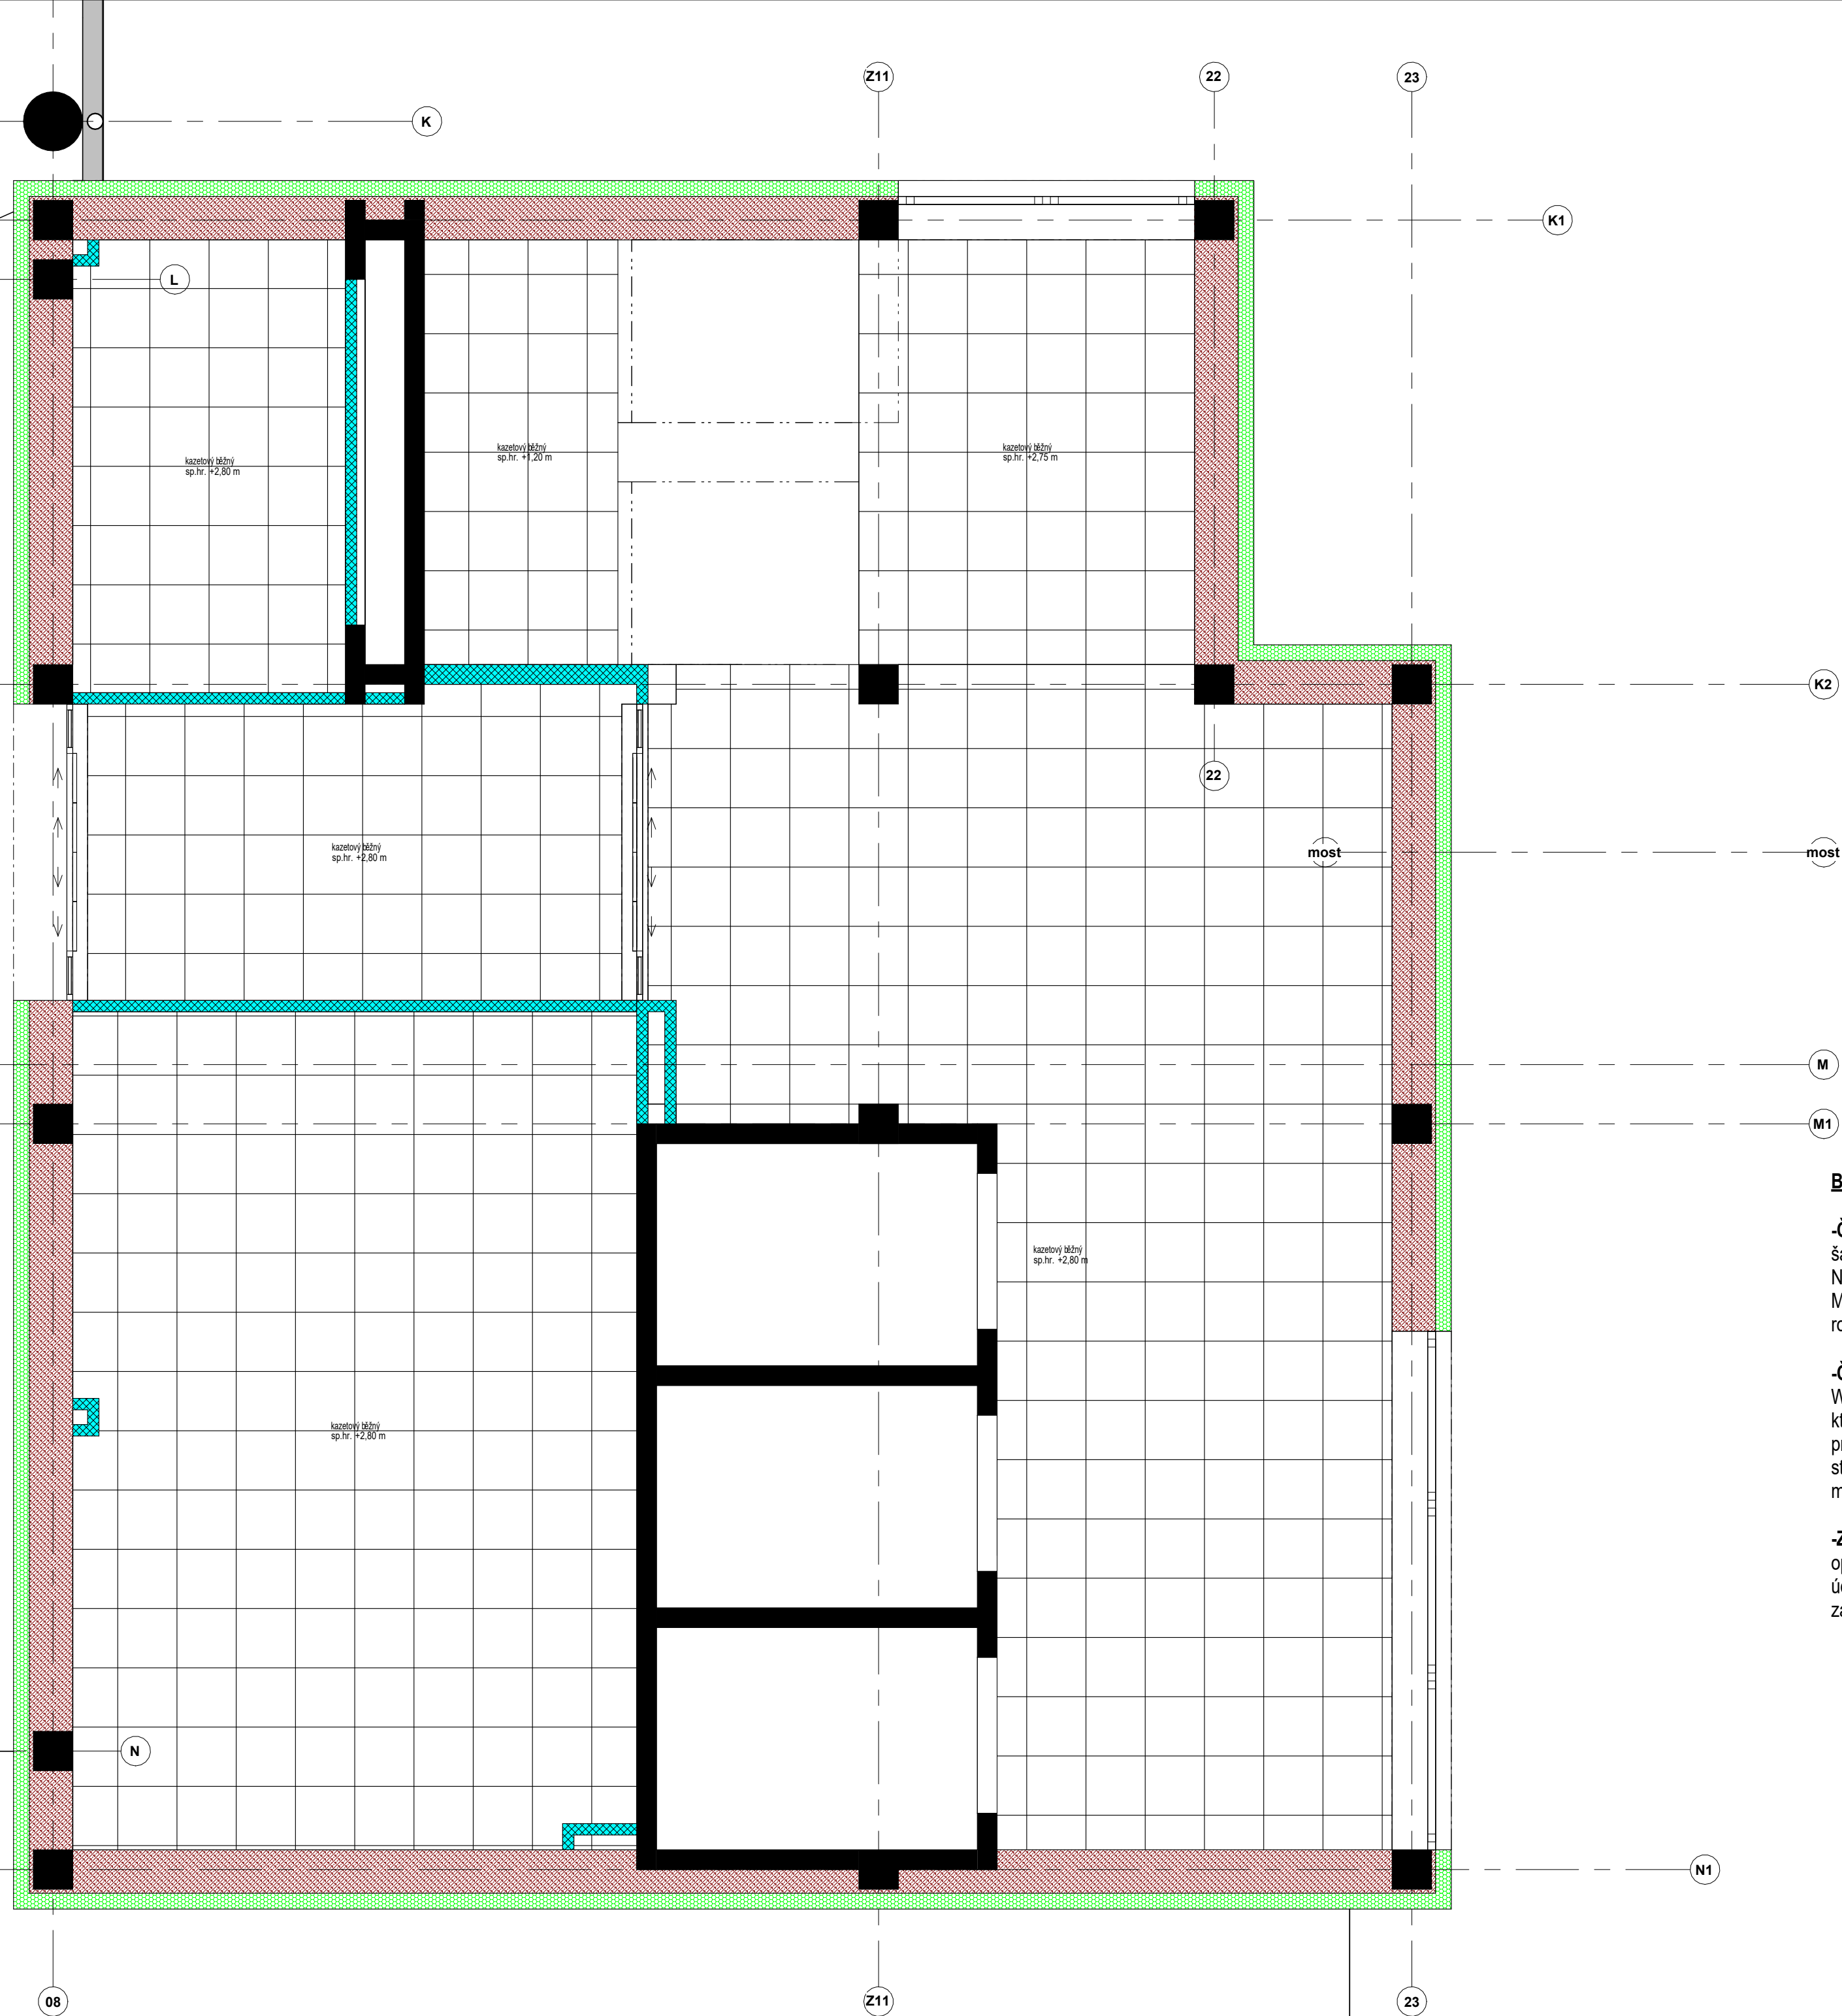 Z11
22
23
K
K1
L
kazetový běžný
sp.hr. +1,20 m
kazetový běžný
sp.hr. +2,75 m
kazetový běžný
sp.hr. +2,80 m
K2
22
kazetový běžný
sp.hr. +2,80 m
most
most
M
M1
kazetový běžný
sp.hr. +2,80 m
kazetový běžný
sp.hr. +2,80 m
N
N1
08
Z11
23